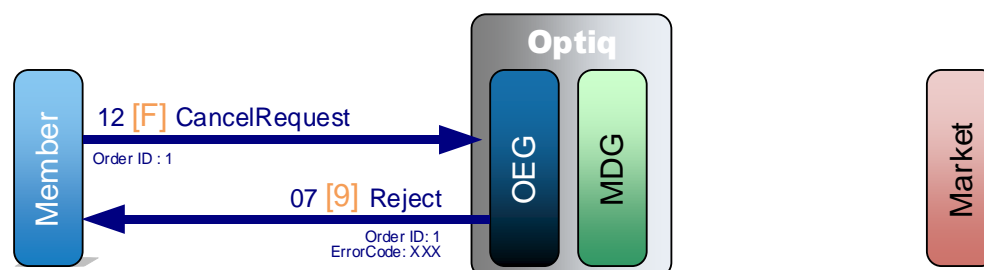 Optiq
Member
12 [F] CancelRequest
Order ID : 1
07 [9] Reject
Order ID: 1
ErrorCode: XXX
OEG
MDG
Market